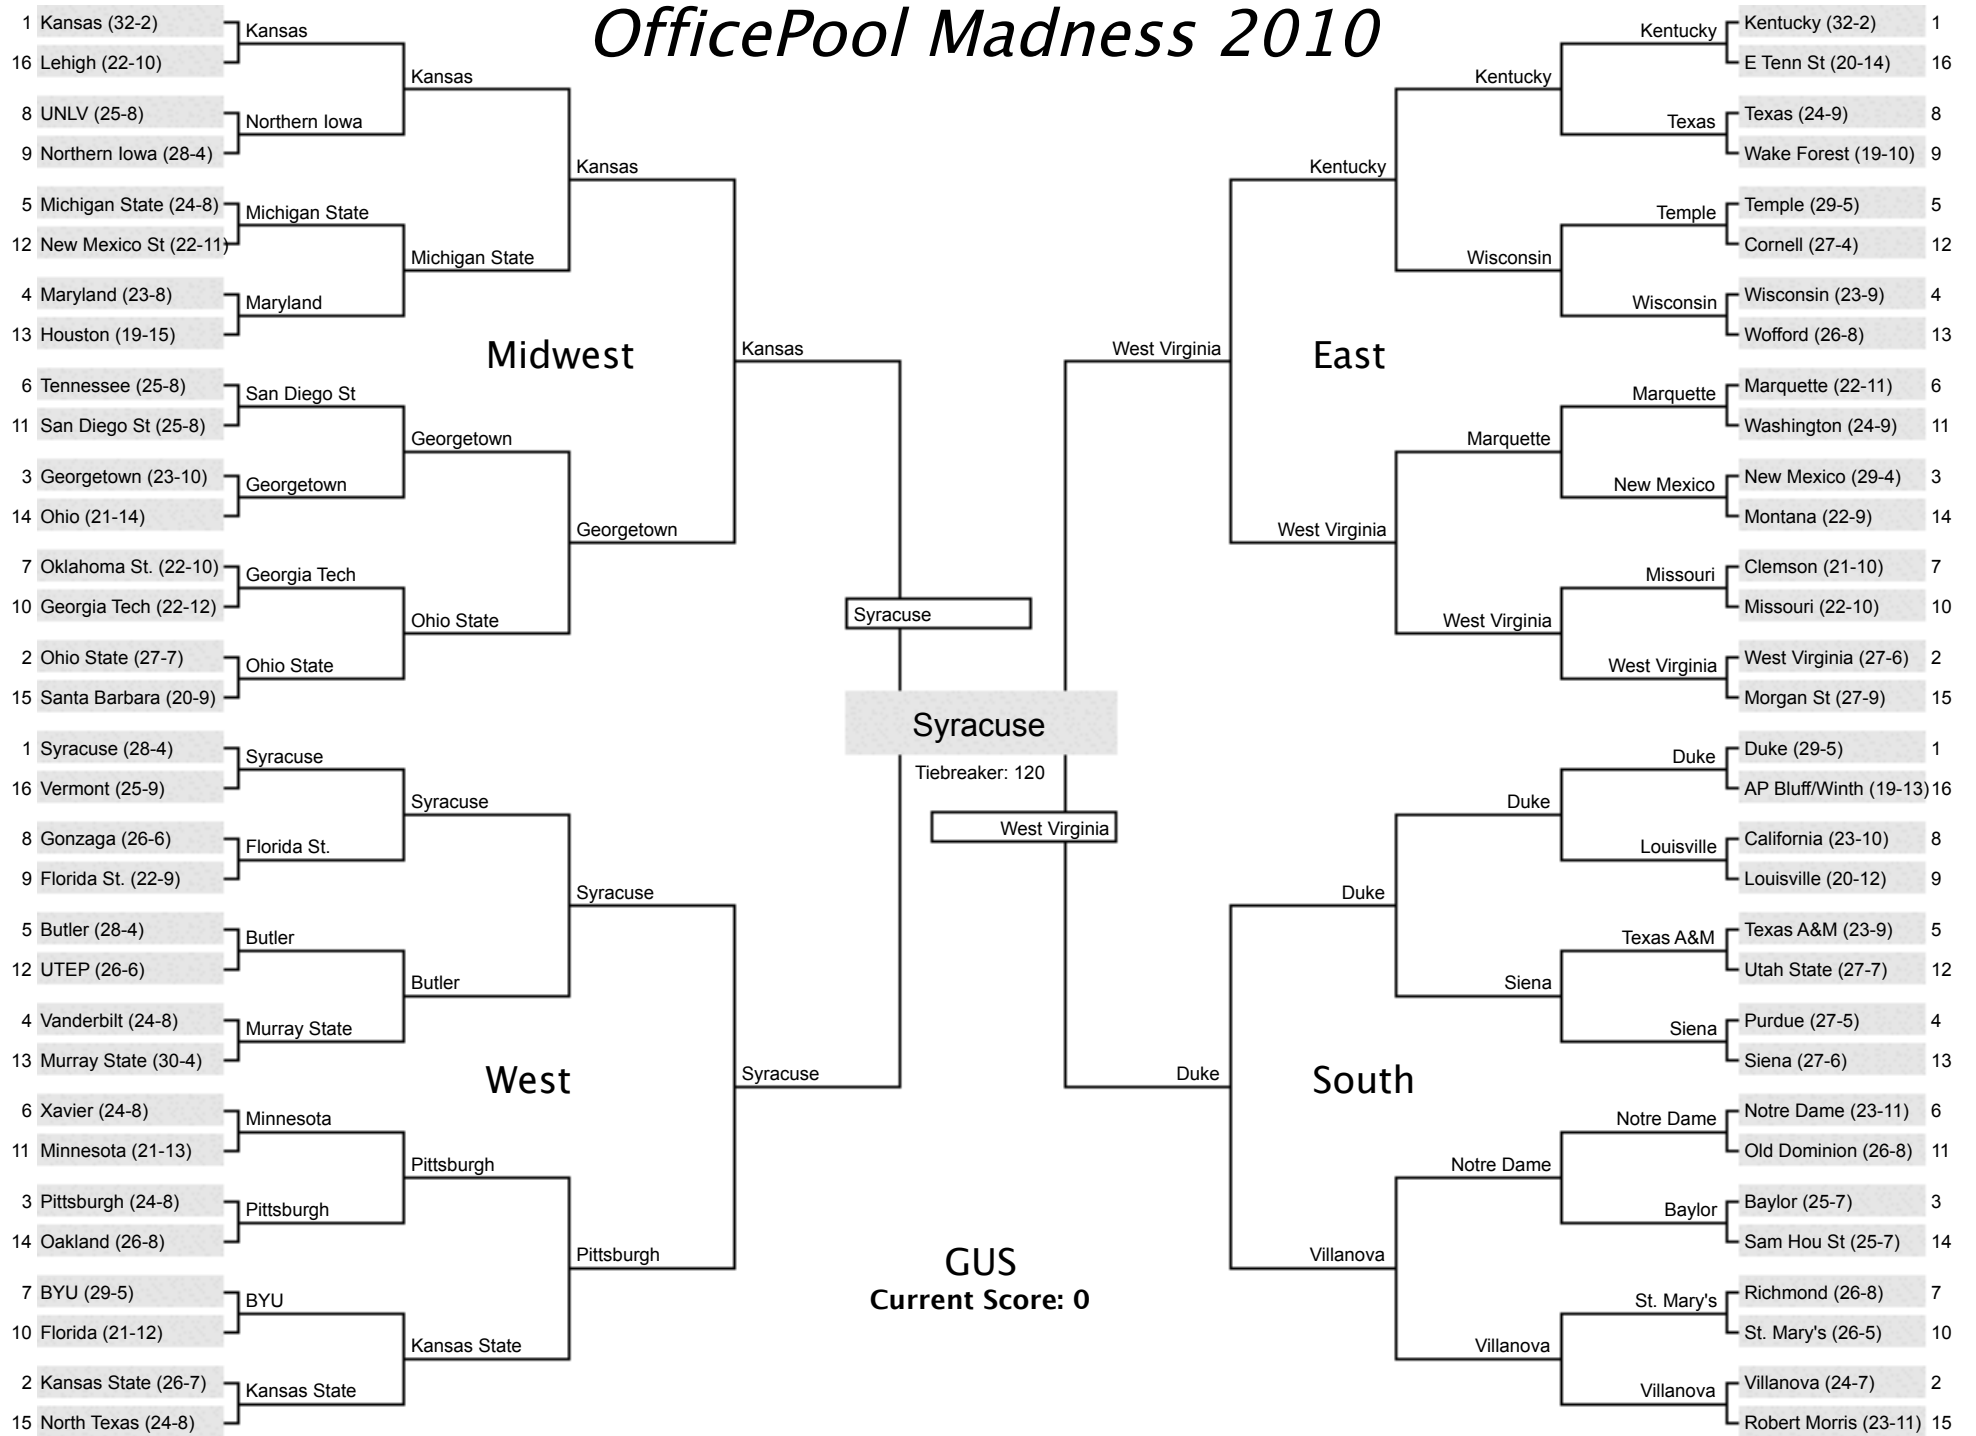 OfficePool Madness 2010
1 Kansas (32-2)
16 Lehigh (22-10)
8 UNLV (25-8)
9 Northern Iowa (28-4)
5 Michigan State (24-8)
12 New Mexico St (22-11)
4 Maryland (23-8)
13 Houston (19-15)
6 Tennessee (25-8)
11 San Diego St (25-8)
3 Georgetown (23-10)
14 Ohio (21-14)
7 Oklahoma St. (22-10)
10 Georgia Tech (22-12)
2 Ohio State (27-7)
15 Santa Barbara (20-9)
Kansas
Northern Iowa
Michigan State
Maryland
San Diego St
Georgetown
Georgia Tech
Ohio State
Kansas
Michigan State
Georgetown
Ohio State
Kansas
Georgetown
Kansas
Midwest
1 Syracuse (28-4)
16 Vermont (25-9)
8 Gonzaga (26-6)
9 Florida St. (22-9)
5 Butler (28-4)
12 UTEP (26-6)
4 Vanderbilt (24-8)
13 Murray State (30-4)
6 Xavier (24-8)
11 Minnesota (21-13)
3 Pittsburgh (24-8)
14 Oakland (26-8)
7 BYU (29-5)
10 Florida (21-12)
2 Kansas State (26-7)
15 North Texas (24-8)
Syracuse
Florida St.
Butler
Murray State
Minnesota
Pittsburgh
BYU
Kansas State
Syracuse
Butler
Pittsburgh
Kansas State
Syracuse
Pittsburgh
Syracuse
West
Syracuse
Syracuse
Tiebreaker: 120
West Virginia
GUS
Current Score: 0
Kentucky (32-2) 1
E Tenn St (20-14) 16
Texas (24-9) 8
Wake Forest (19-10) 9
Temple (29-5) 5
Cornell (27-4) 12
Wisconsin (23-9) 4
Wofford (26-8) 13
Marquette (22-11) 6
Washington (24-9) 11
New Mexico (29-4) 3
Montana (22-9) 14
Clemson (21-10) 7
Missouri (22-10) 10
West Virginia (27-6) 2
Morgan St (27-9) 15
Kentucky
Texas
Temple
Wisconsin
Marquette
New Mexico
Missouri
West Virginia
Kentucky
Wisconsin
Marquette
West Virginia
Kentucky
West Virginia
West Virginia
East
Duke (29-5) 1
AP Bluff/Winth (19-13) 16
California (23-10) 8
Louisville (20-12) 9
Texas A&M (23-9) 5
Utah State (27-7) 12
Purdue (27-5) 4
Siena (27-6) 13
Notre Dame (23-11) 6
Old Dominion (26-8) 11
Baylor (25-7) 3
Sam Hou St (25-7) 14
Richmond (26-8) 7
St. Mary's (26-5) 10
Villanova (24-7) 2
Robert Morris (23-11) 15
Duke
Louisville
Texas A&M
Siena
Notre Dame
Baylor
St. Mary's
Villanova
Duke
Siena
Notre Dame
Villanova
Duke
Villanova
Duke
South